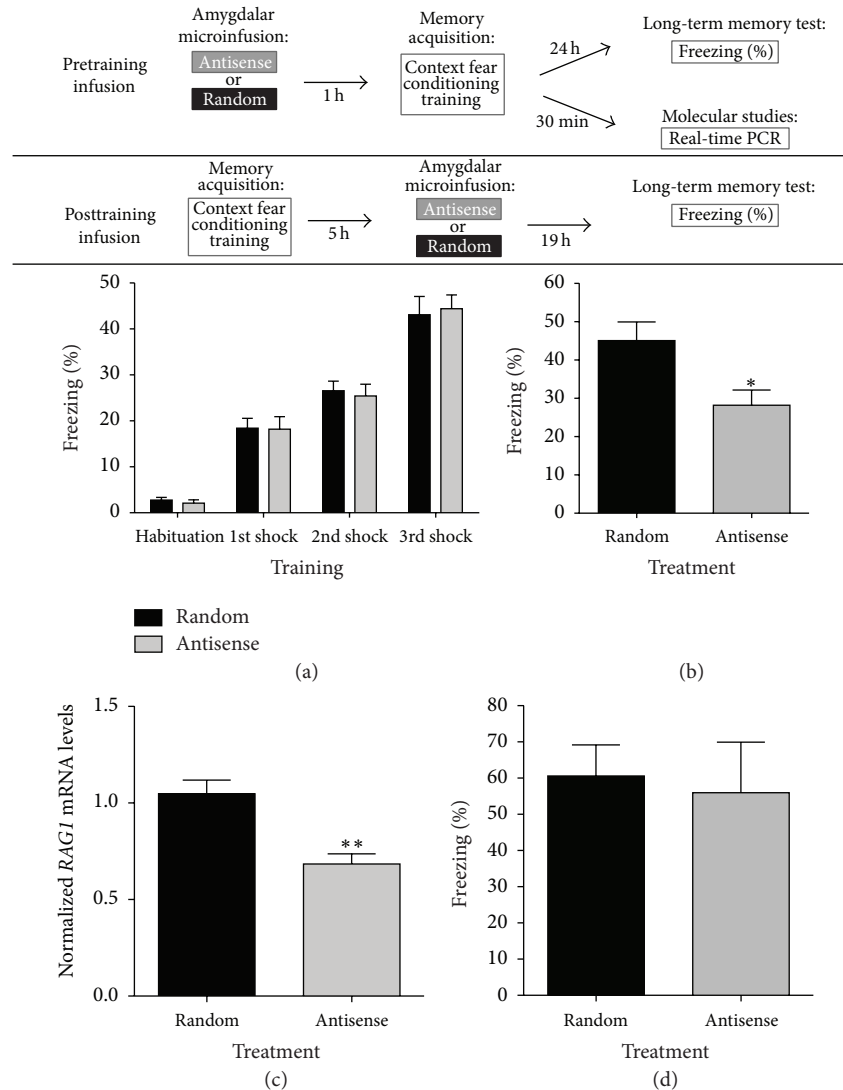 Pretraining
infusion
Amygdalar
microinfusion:
Antisense
or
Random
1 h
Memory
acquisition:
Context fear
conditioning
training
24 h
30 min
Long-term memory test:
Freezing (%)
Molecular studies:
Real-time PCR
Posttraining
infusion
Memory
acquisition:
Context fear
conditioning
training
5 h
Amygdalar
microinfusion:
Antisense
or
Random
19 h
Long-term memory test:
Freezing (%)
Freezing (%)
50
40
30
20
10
0
Habituation 1st shock 2nd shock 3rd shock
Training
Random
Antisense
(a)
Freezing (%)
60
50
40
30
20
10
0
*
Random Antisense
Treatment
(b)
Normalized RAG1 mRNA levels
1.5
1.0
0.5
0.0
**
Random Antisense
Treatment
(c)
Freezing (%)
80
70
60
50
40
30
20
10
0
Random Antisense
Treatment
(d)